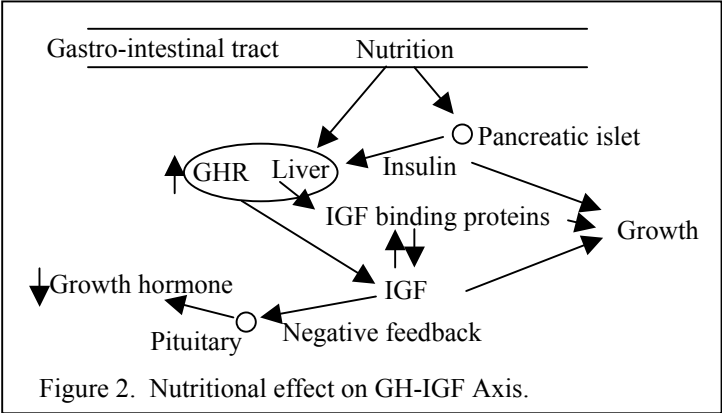 Gastro-intestinal tract Nutrition
Pancreatic islet
GHR Liver Insulin
IGF binding proteins
Growth
Growth hormone IGF
Pituitary Negative feedback
Figure 2. Nutritional effect on GH-IGF Axis.